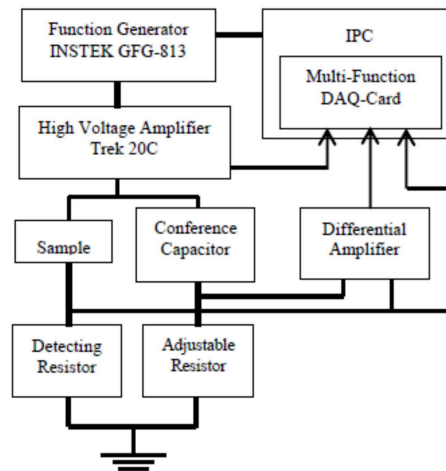 Function Generator
INSTEK GFG-813
IPC
Multi-Function
DAQ-Card
High Voltage Amplifier
Trek 20C
Sample
Conference
Capacitor
Differential
Amplifier
Detecting
Resistor
Adjustable
Resistor